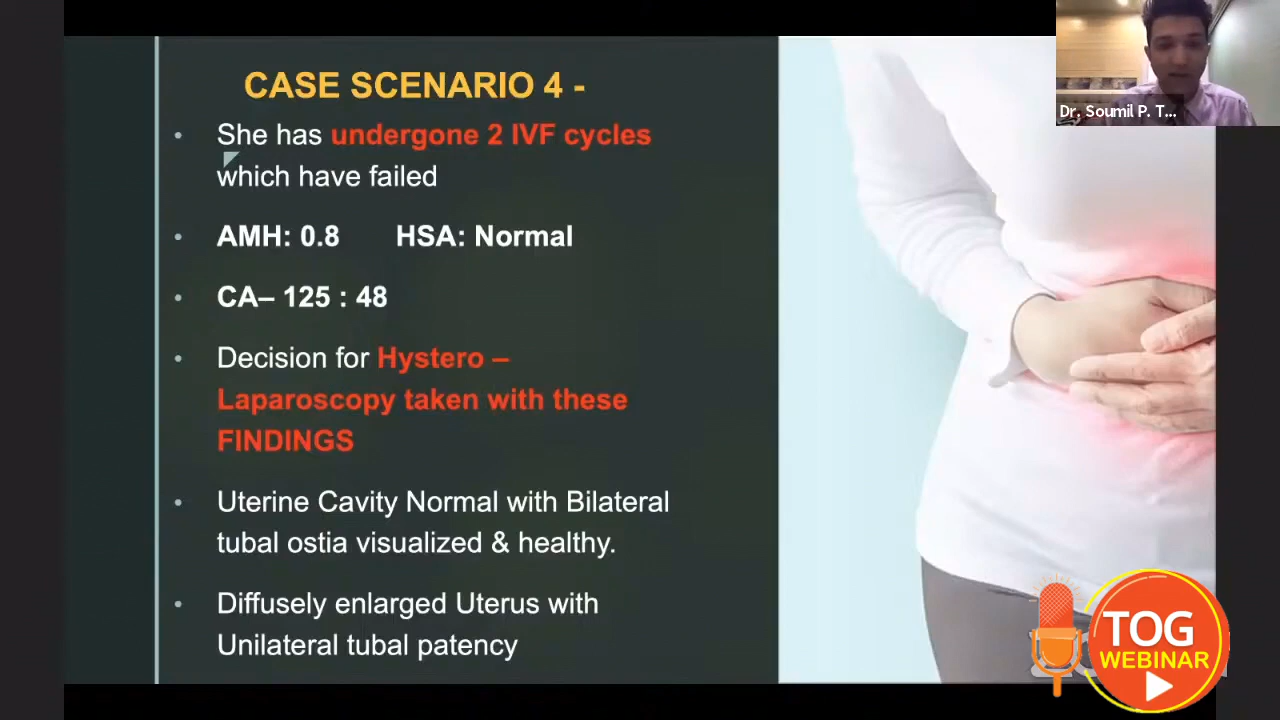 Dr. Soumil P. T...
CASE SCENARIO 4 -
She has undergone 2 IVF cycles
which have failed
AMH: 0.8 HSA: Normal
CA– 125 : 48
Decision for Hystero –
Laparoscopy taken with these
FINDINGS
Uterine Cavity Normal with Bilateral
tubal ostia visualized & healthy.
Diffusely enlarged Uterus with
Unilateral tubal patency
TOG
WEBINAR